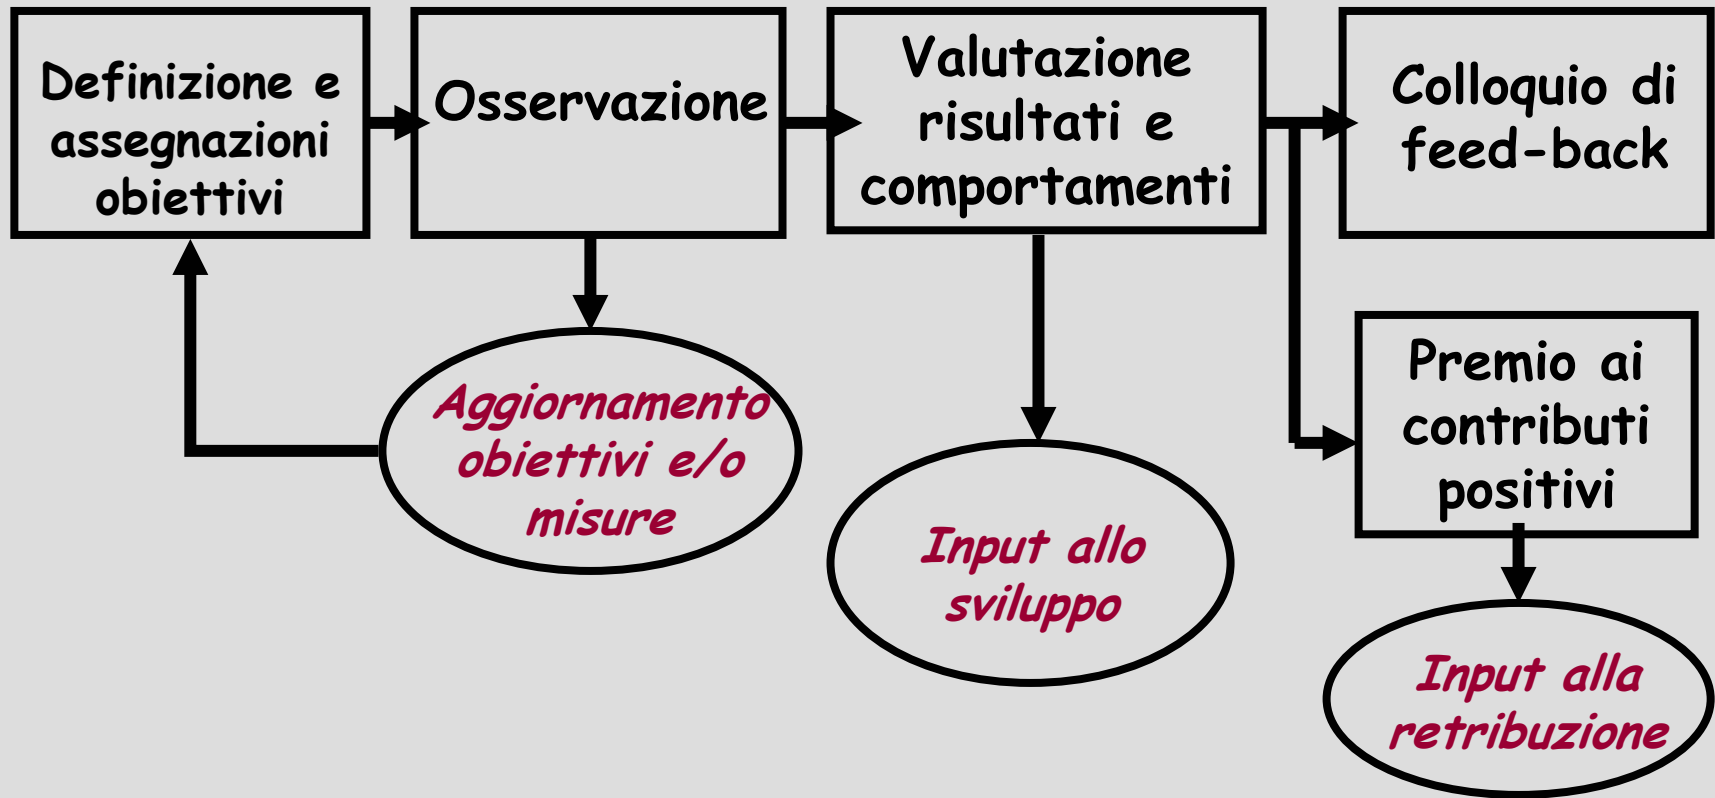 Definizione e
assegnazioni
obiettivi
Osservazione
Valutazione
risultati e
comportamenti
Colloquio di
feed-back
Aggiornamento
obiettivi e/o
misure
Input allo
sviluppo
Premio ai
contributi
positivi
Input alla
retribuzione